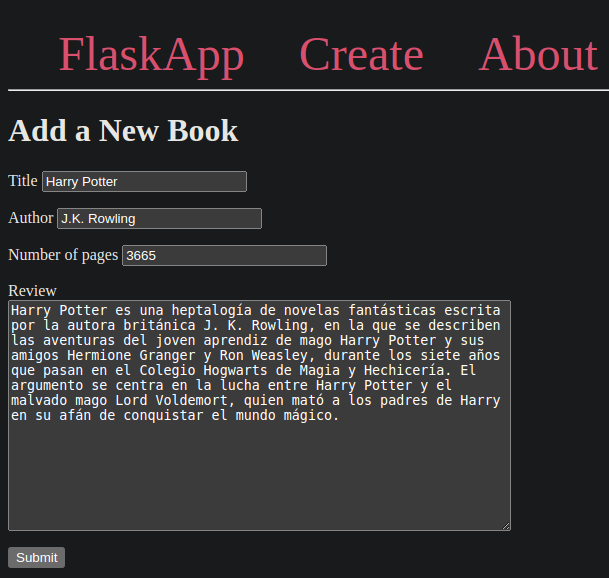 FlaskApp Create About
Add a New Book
Title Harry Potter
Author J.K. Rowling
Number of pages 3665
Review
Harry Potter es una heptalogía de novelas fantásticas escrita
por la autora británica J. K. Rowling, en la que se describen
las aventuras del joven aprendiz de mago Harry Potter y sus
amigos Hermione Granger y Ron Weasley, durante los siete años
que pasan en el Colegio Hogwarts de Magia y Hechicería. El
argumento se centra en la lucha entre Harry Potter y el
malvado mago Lord Voldemort, quien mató a los padres de Harry
en su afán de conquistar el mundo mágico.
Submit